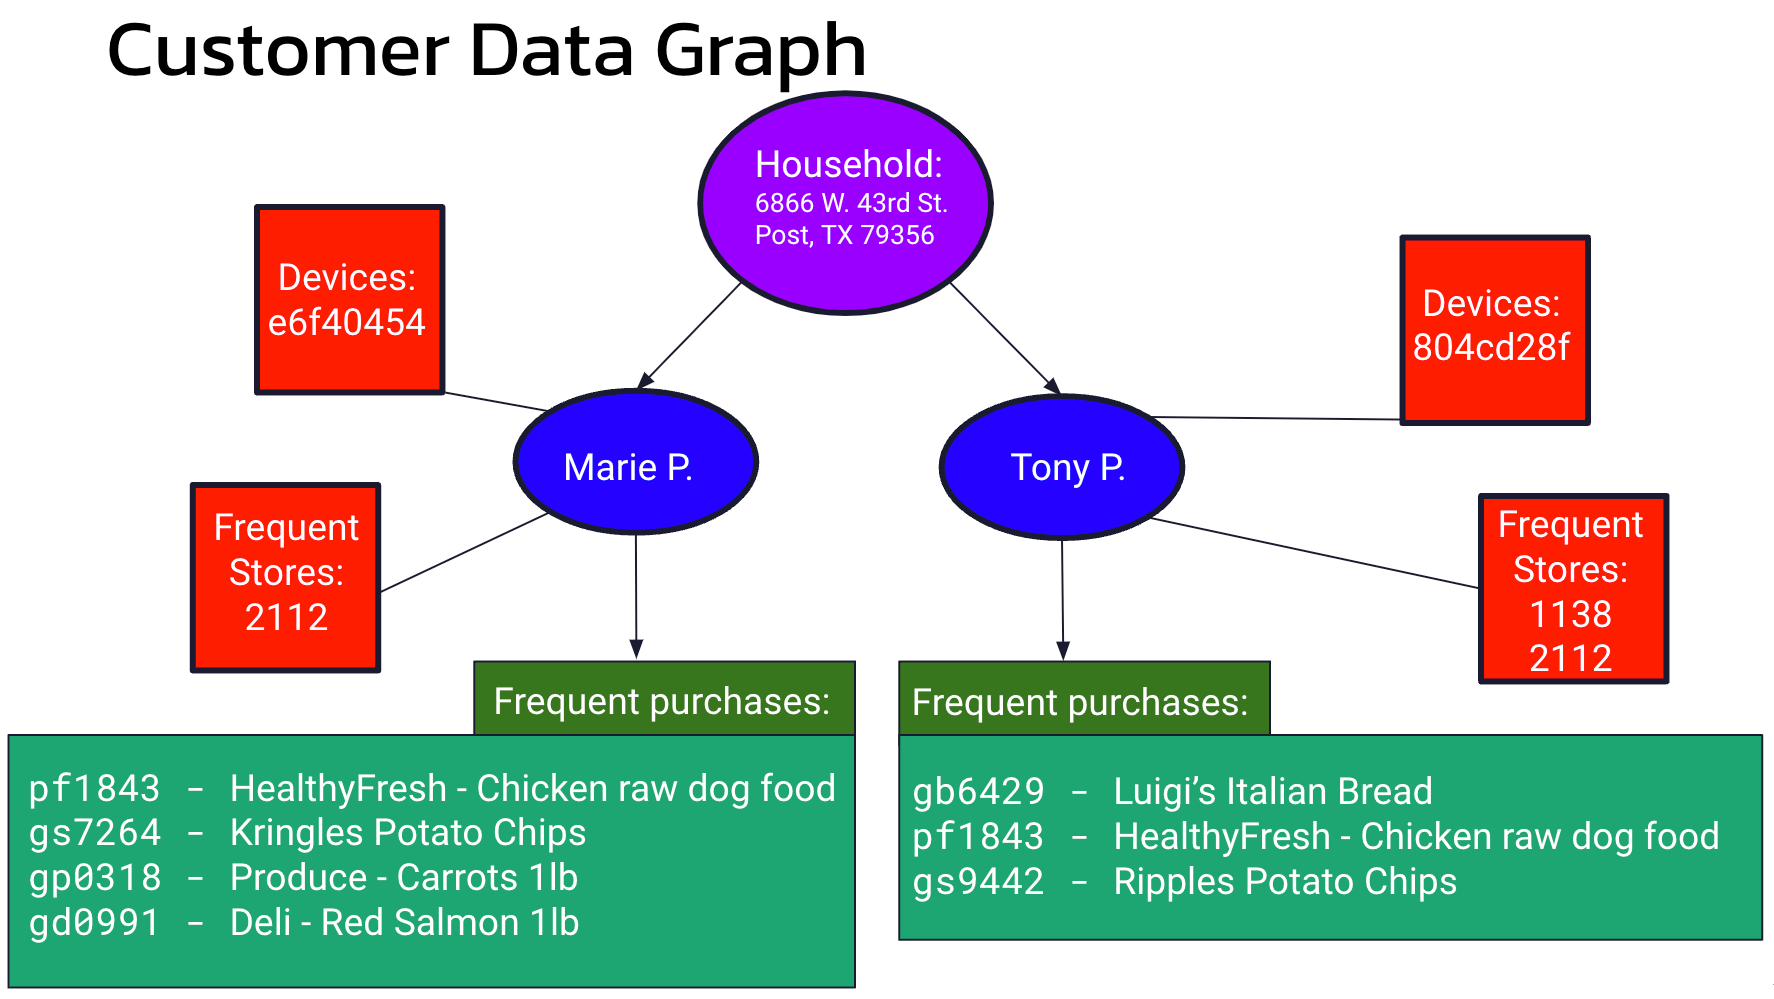 Customer Data Graph
Household:
6866 W. 43rd St.
Post, TX 79356
Devices:
e6f40454
Devices:
804cd28f
Marie P.
Tony P.
Frequent
Stores:
2112
Frequent
Stores:
1138
2112
Frequent purchases:
pf1843 - HealthyFresh - Chicken raw dog food
gs7264 - Kringles Potato Chips
gp0318 - Produce - Carrots 1lb
gd0991 - Deli - Red Salmon 1lb
Frequent purchases:
gb6429 - Luigi’s Italian Bread
pf1843 - HealthyFresh - Chicken raw dog food
gs9442 - Ripples Potato Chips